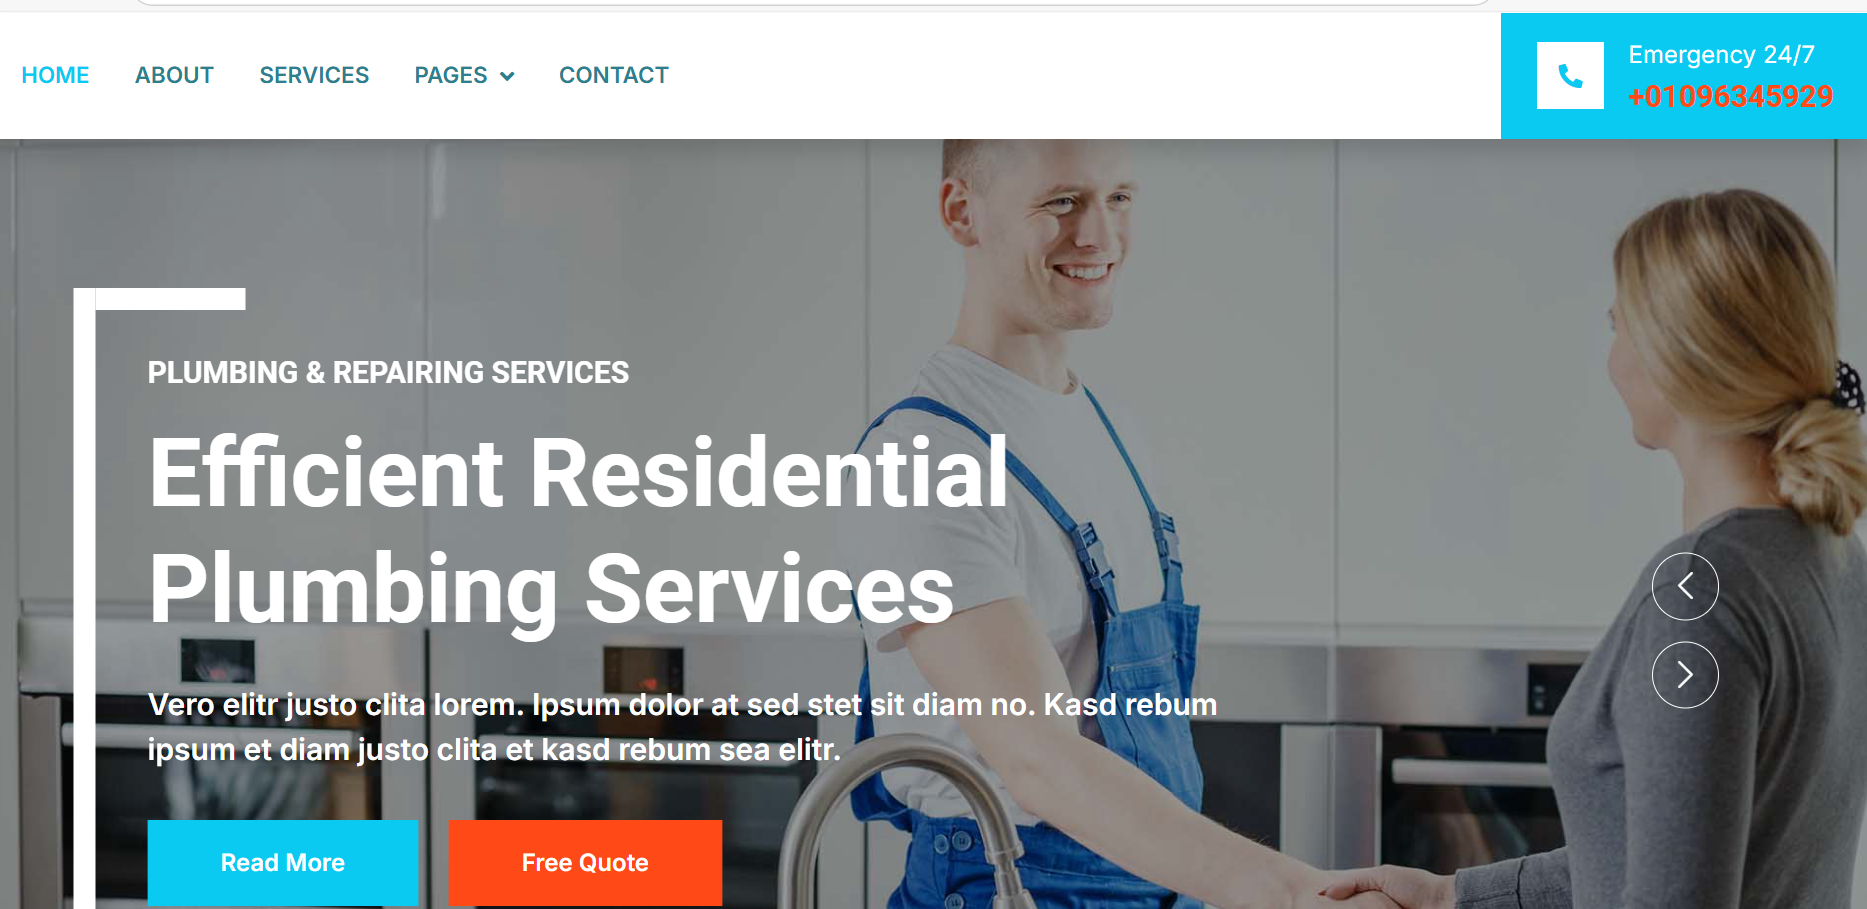 HOME ABOUT SERVICES PAGES CONTACT
Emergency 24/7
+01096345929
PLUMBING & REPAIRING SERVICES
Efficient Residential
Plumbing Services
Vero elitr justo clita lorem. Ipsum dolor at sed stet sit diam no. Kasd rebum
ipsum et diam justo clita et kasd rebum sea elitr.
Read More Free Quote